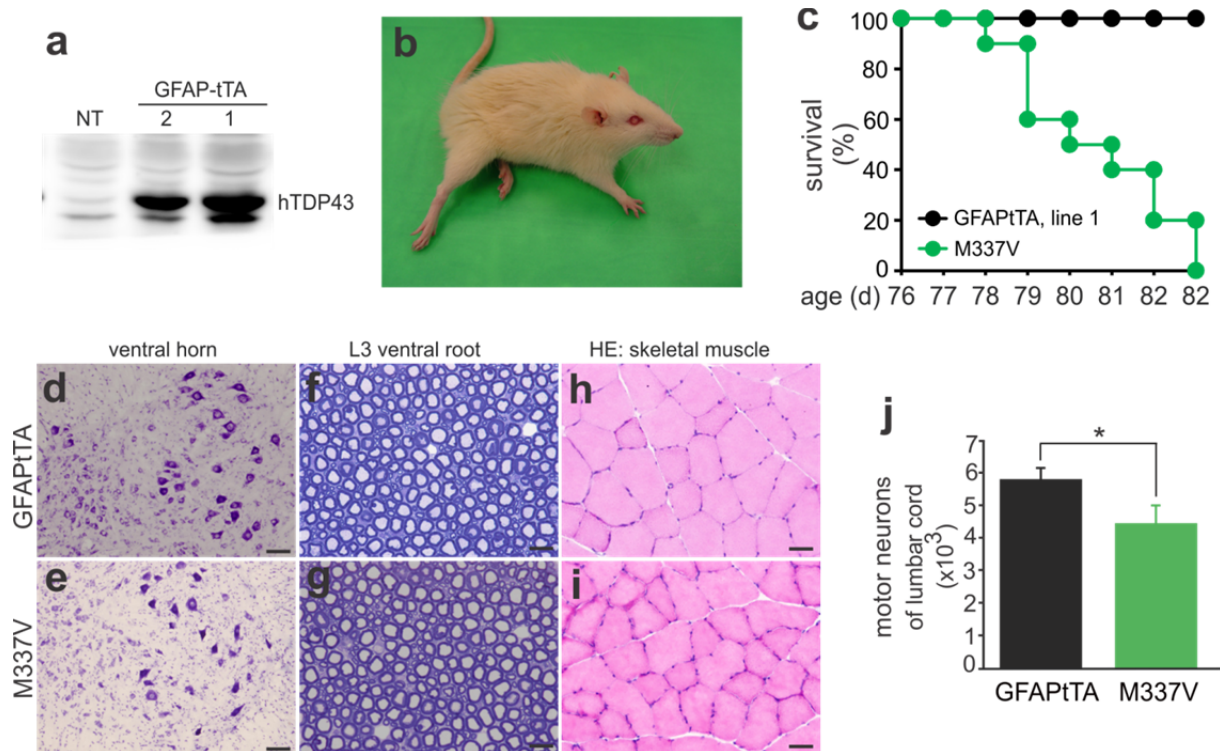 a
GFAP-tTA
NT 2 1
hTDP43
b
c
survival
(%)
100
80
60
40
20
0
GFAPtTA, line 1
M337V
age (d) 76 77 78 79 80 81 82 82
ventral horn
L3 ventral root
HE: skeletal muscle
GFAPtTA
d
f
h
M337V
e
g
i
j
*
motor neurons
of lumbar cord
(x10³)
7
6
5
4
3
2
1
0
GFAPtTA M337V